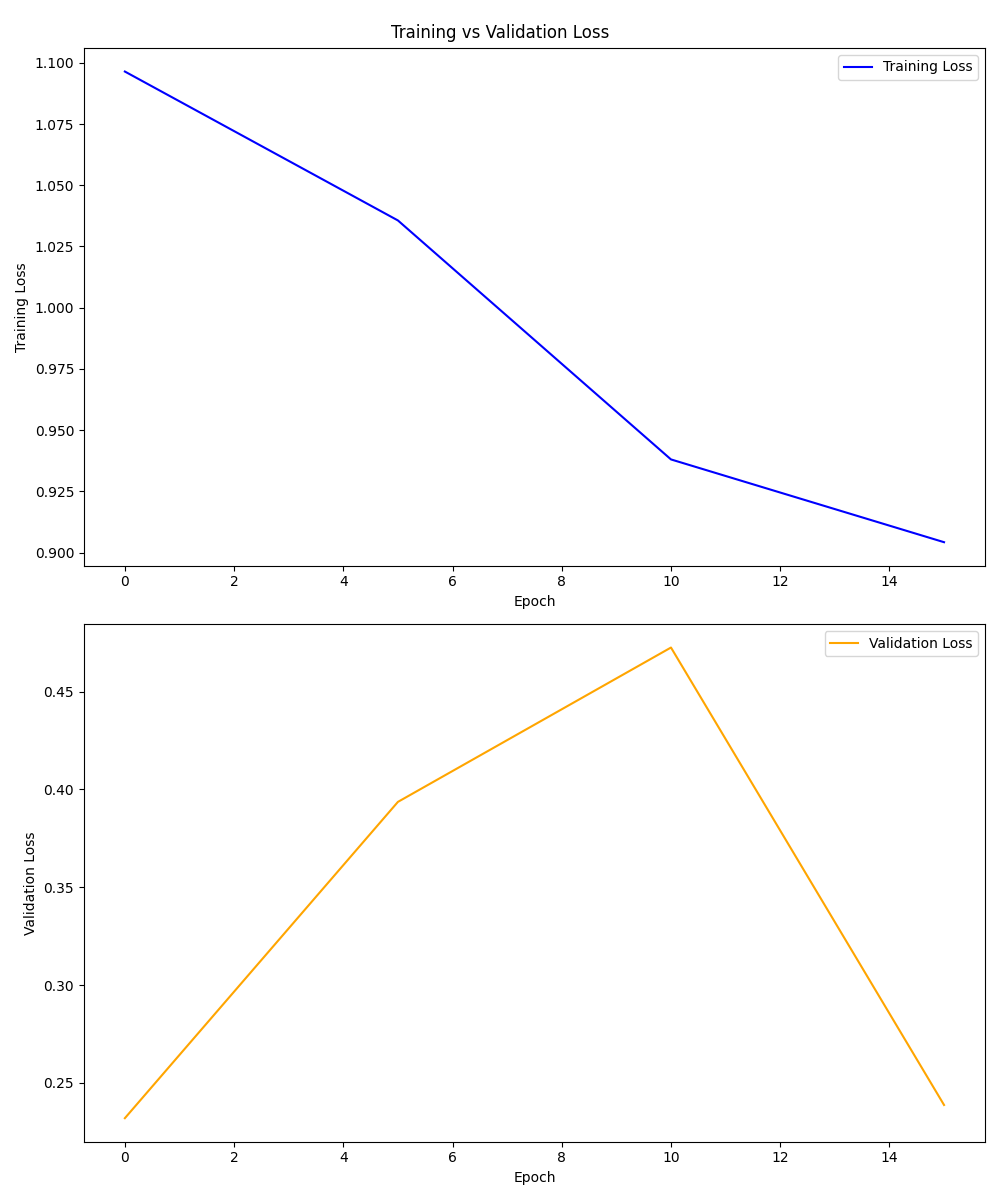 Training vs Validation Loss
Training Loss
1.100
1.075
1.050
1.025
1.000
0.975
0.950
0.925
0.900
Training Loss
0 2 4 6 8 10 12 14
Epoch
Validation Loss
0.45
0.40
0.35
0.30
0.25
Validation Loss
0 2 4 6 8 10 12 14
Epoch